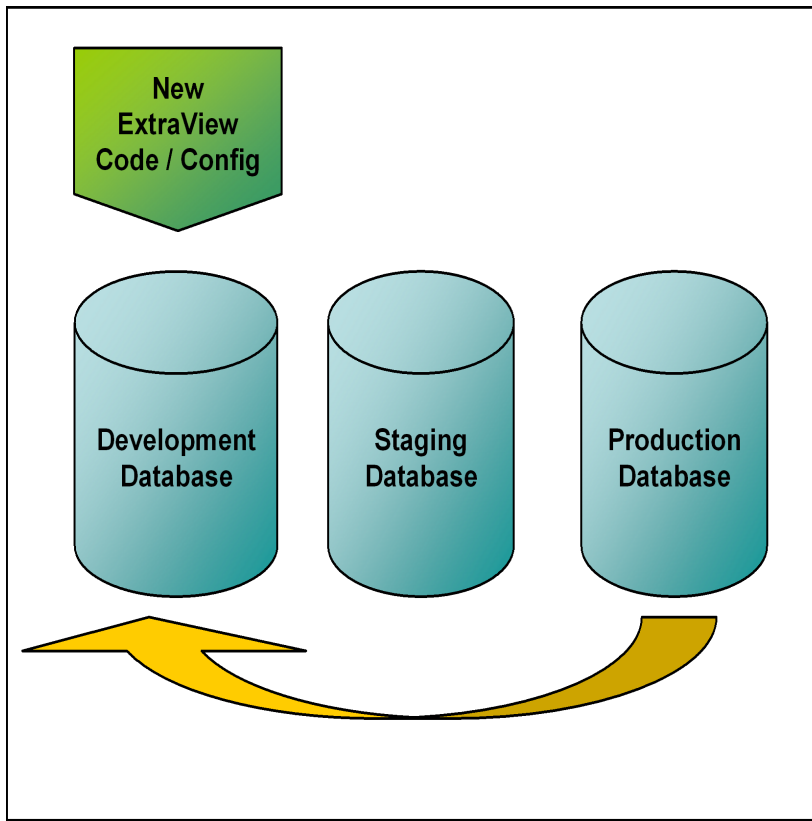 New
ExtraView
Code / Config
Development
Database
Staging
Database
Production
Database